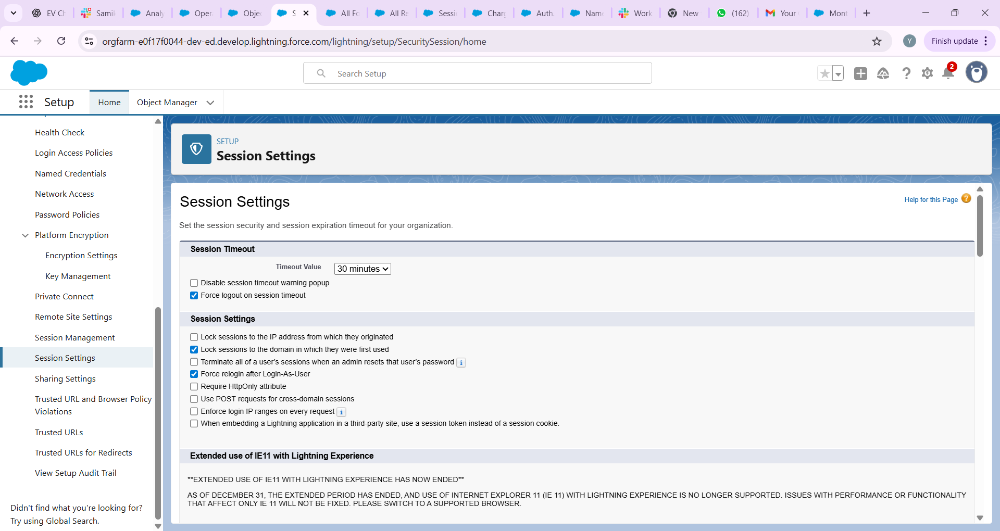 EV Ch
Samik
Analy
Oper
Objec
S
All Fo
All Re
Sessi
Charg
Auth.
Name
Work
New
(162)
Your
Mont
orgfarm-e0f17f0044-dev-ed.develop.lightning.force.com/lightning/setup/SecuritySession/home
Y
Finish update
Search Setup
2
Setup
Home
Object Manager
Health Check
Login Access Policies
Named Credentials
Network Access
Password Policies
Platform Encryption
Encryption Settings
Key Management
Private Connect
Remote Site Settings
Session Management
Session Settings
Sharing Settings
Trusted URL and Browser Policy
Violations
Trusted URLs
Trusted URLs for Redirects
View Setup Audit Trail
Didn't find what you're looking for?
Try using Global Search.
SETUP
Session Settings
Session Settings
Help for this Page ?
Set the session security and session expiration timeout for your organization.
Session Timeout
Timeout Value 30 minutes
Disable session timeout warning popup
Force logout on session timeout
Session Settings
Lock sessions to the IP address from which they originated
Lock sessions to the domain in which they were first used
Terminate all of a user's sessions when an admin resets that user's password i
Force relogin after Login-As-User
Require HttpOnly attribute
Use POST requests for cross-domain sessions
Enforce login IP ranges on every request i
When embedding a Lightning application in a third-party site, use a session token instead of a session cookie.
Extended use of IE11 with Lightning Experience
**EXTENDED USE OF IE11 WITH LIGHTNING EXPERIENCE HAS NOW ENDED**
AS OF DECEMBER 31, THE EXTENDED PERIOD HAS ENDED, AND USE OF INTERNET EXPLORER 11 (IE 11) WITH LIGHTNING EXPERIENCE IS NO LONGER SUPPORTED. ISSUES WITH PERFORMANCE OR FUNCTIONALITY
THAT AFFECT ONLY IE 11 WILL NOT BE FIXED. PLEASE SWITCH TO A SUPPORTED BROWSER.